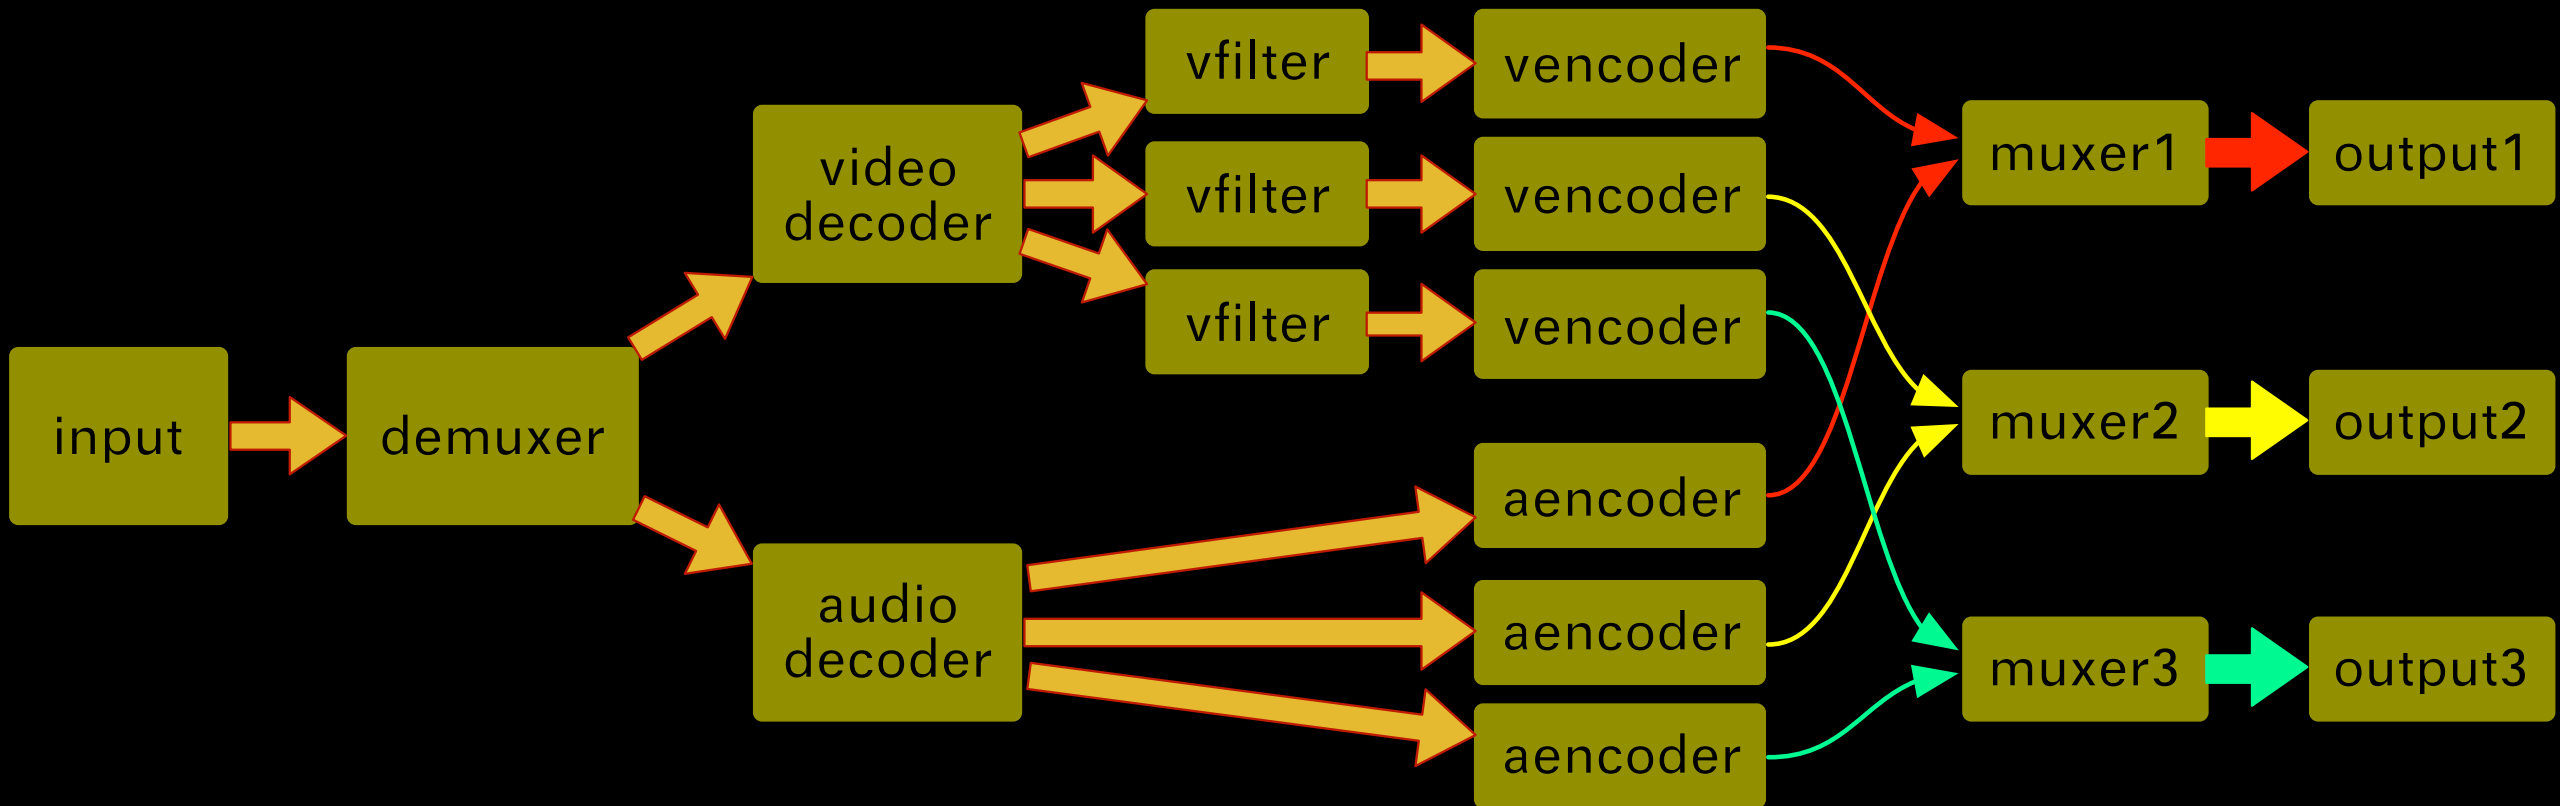 input
demuxer
video
decoder
audio
decoder
vfilter
vfilter
vfilter
vencoder
vencoder
vencoder
aencoder
aencoder
aencoder
muxer1
muxer2
muxer3
output1
output2
output3